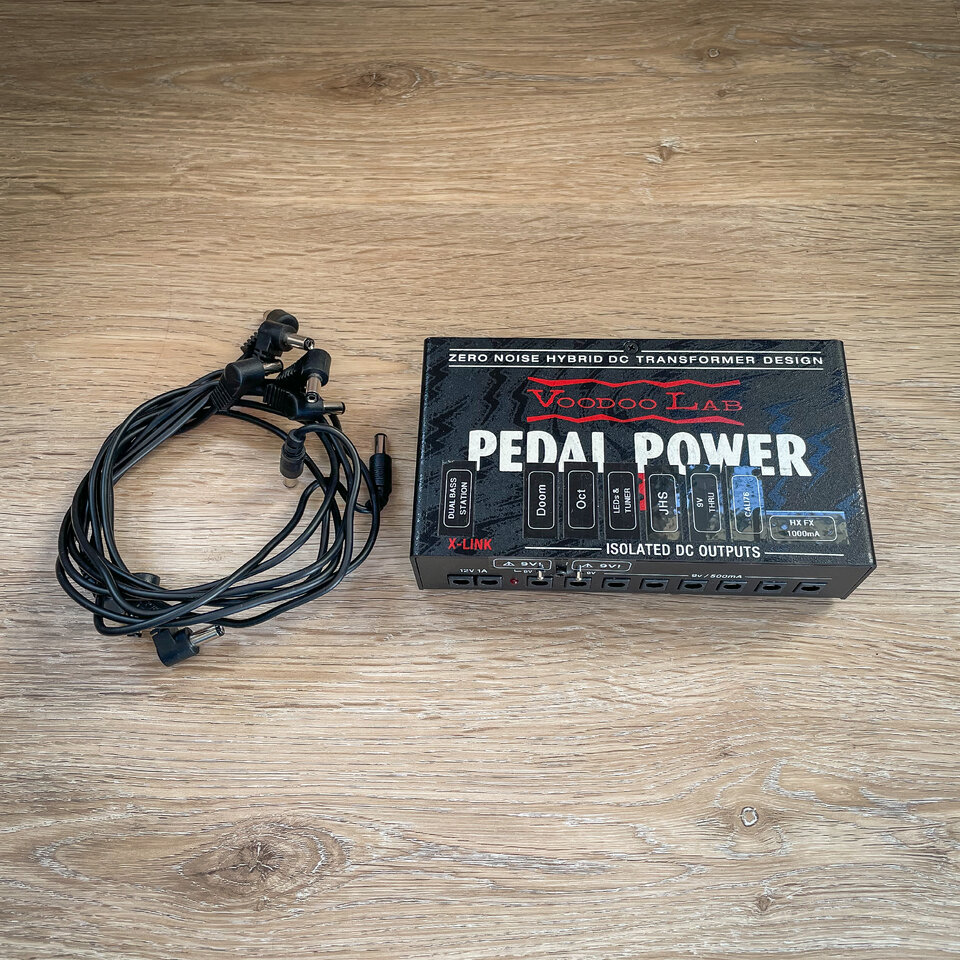 ZERO NOISE HYBRID DC TRANSFORMER DESIGN
VOODOO LAB
PEDAL POWER
DUAL BASS
STATION
Doom
Oct
LEDs &
TUNER
JHS
9V
THRU
CALI76
HX FX
1000mA
X-LINK
ISOLATED DC OUTPUTS
12V 1A
9V!
9V!
9v / 500mA